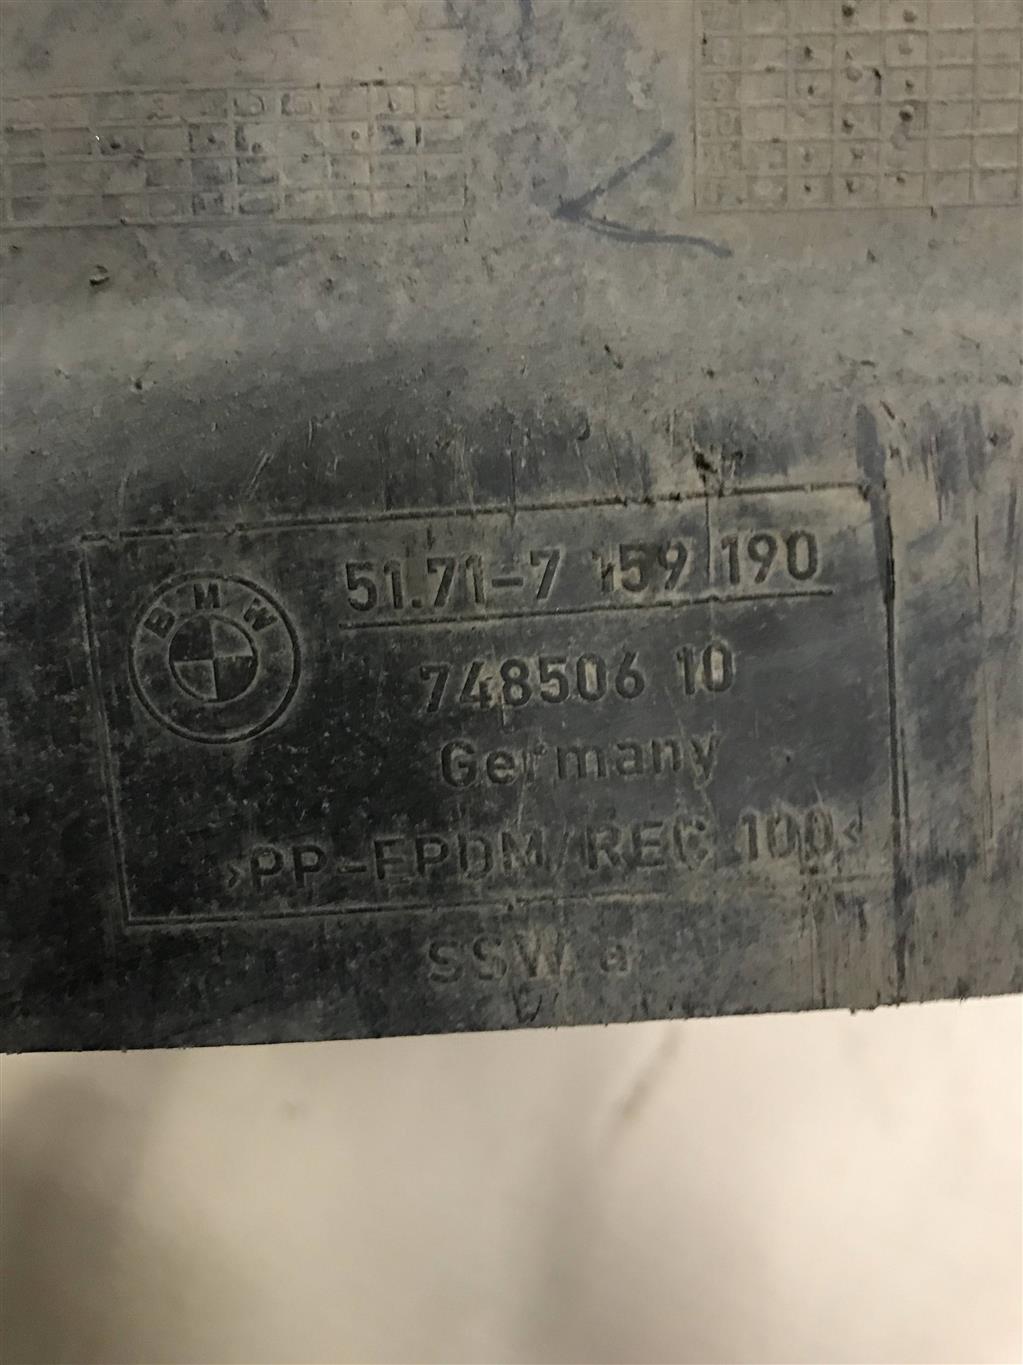 BMW
51.71-7 159 190
748506 10
Germany
>PP-EPDM/REC 100<
SSW a